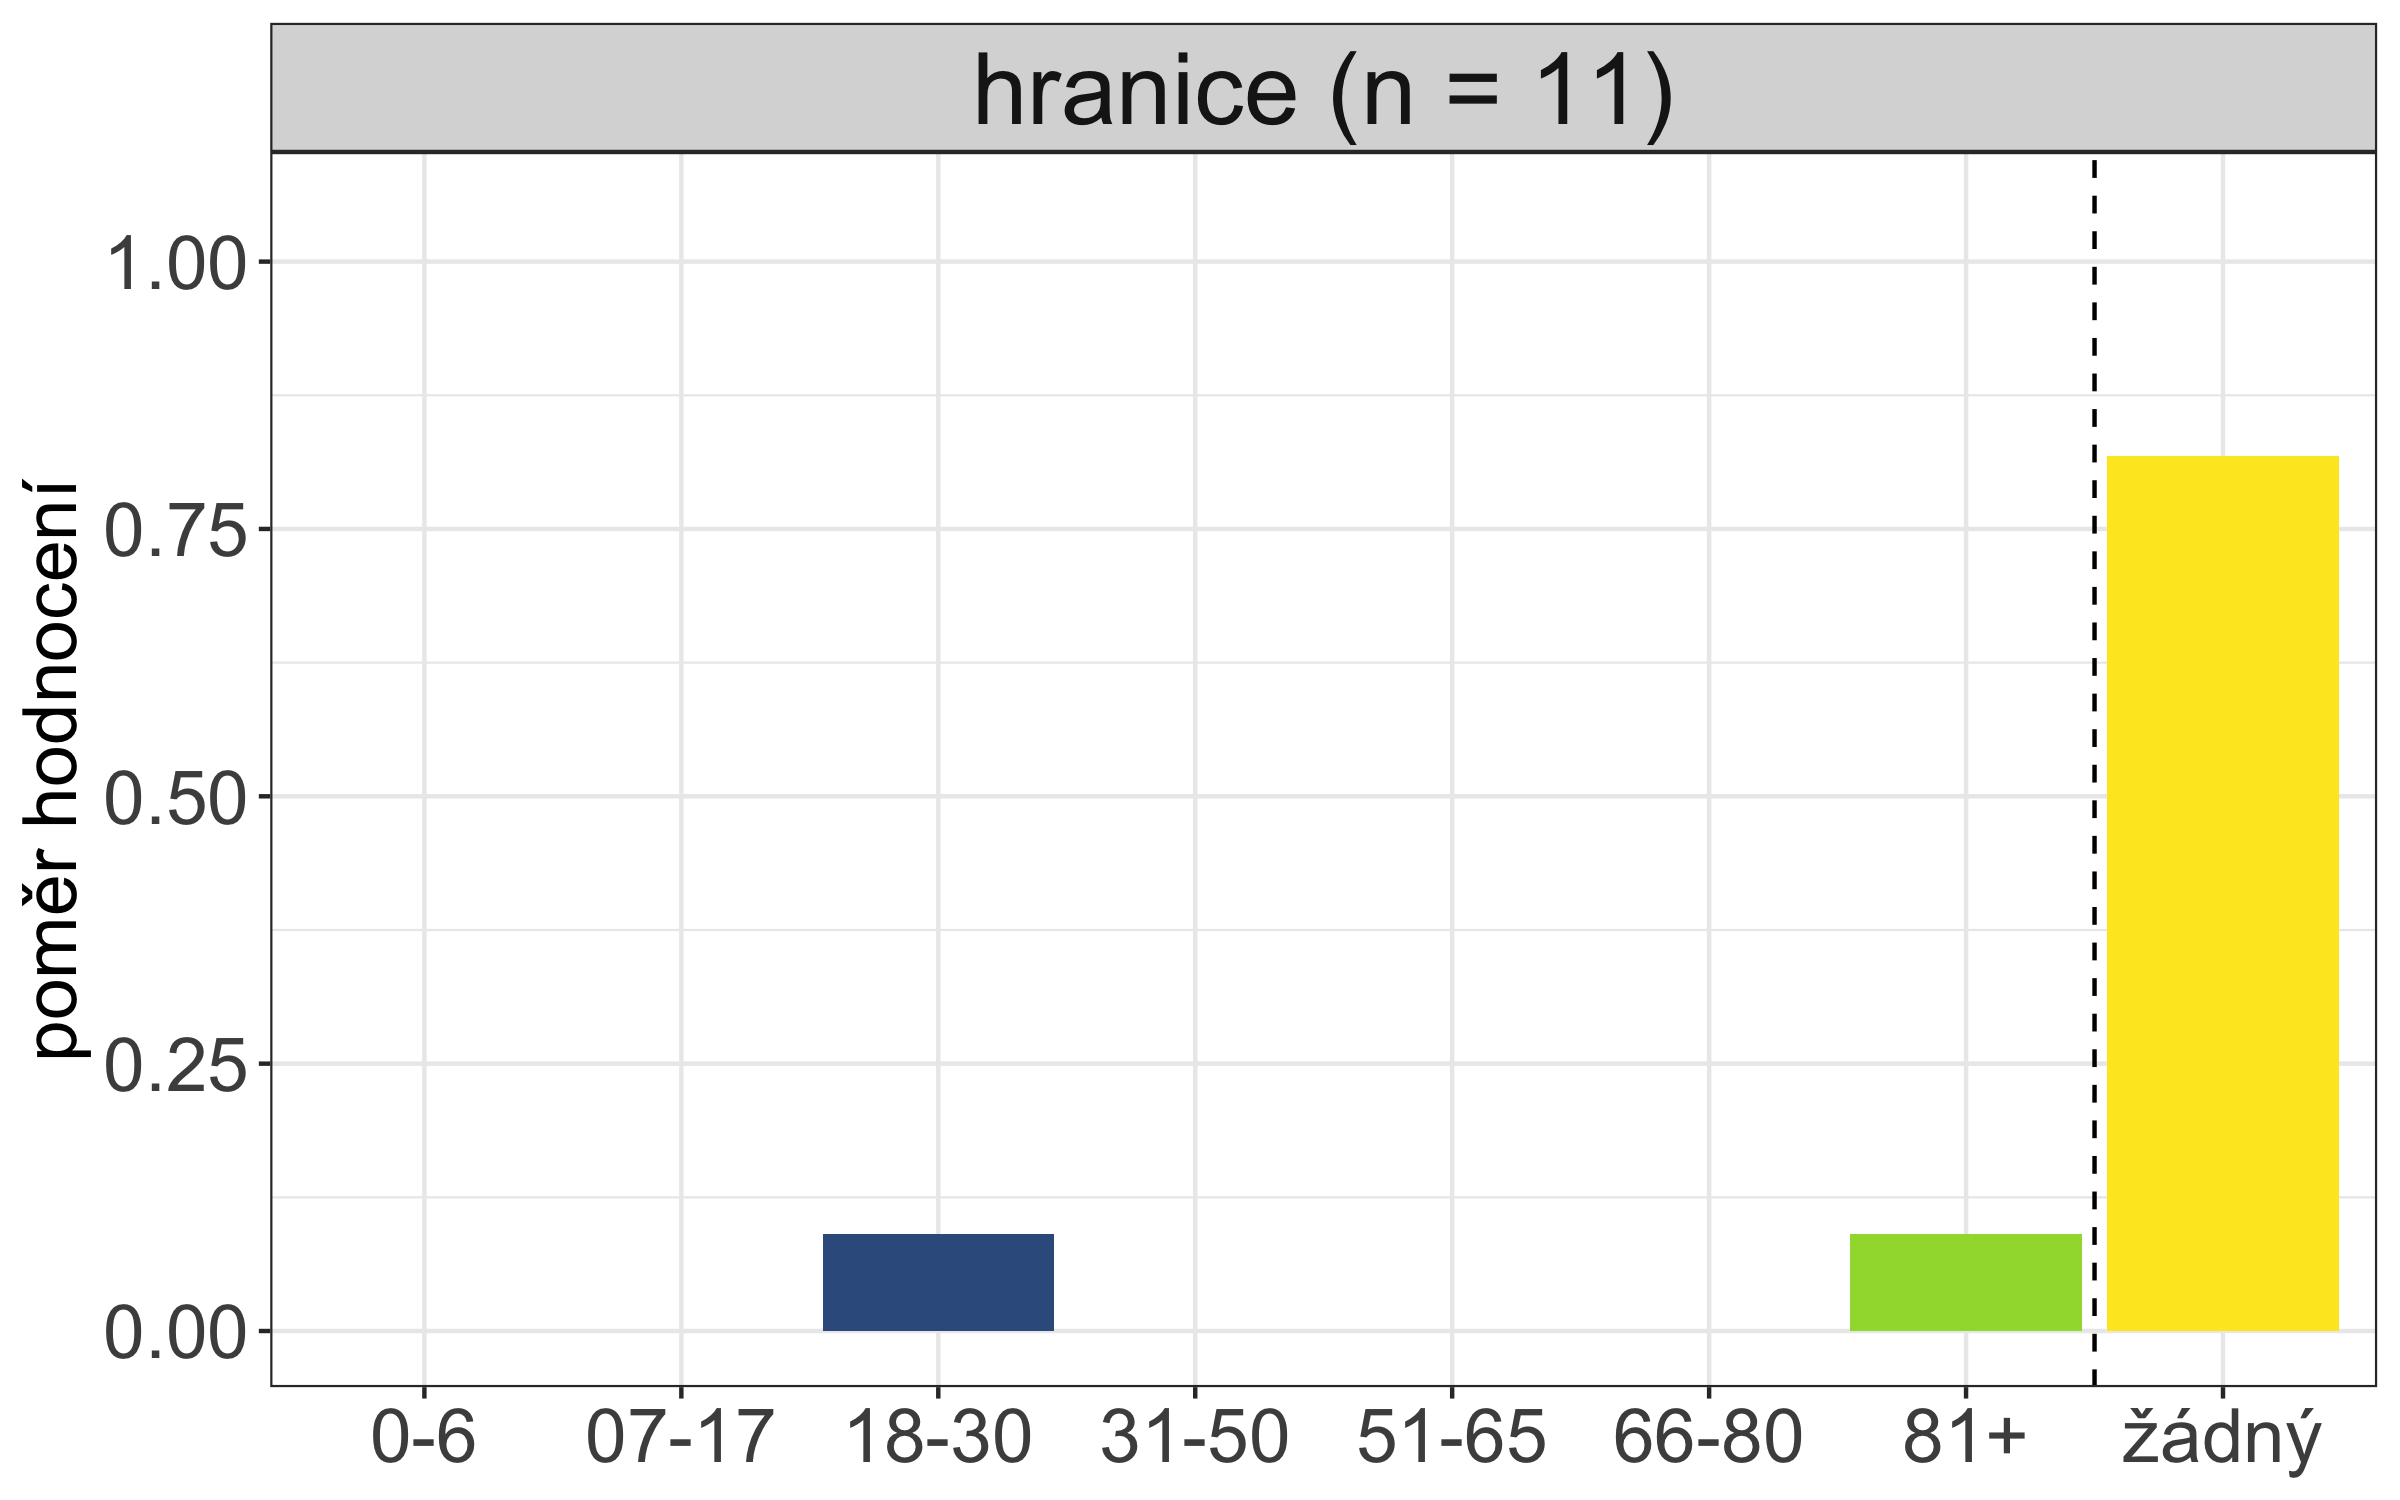 hranice (n = 11)
poměr hodnocení
1.00
0.75
0.50
0.25
0.00
0-6 07-17 18-30 31-50 51-65 66-80 81+ žádný